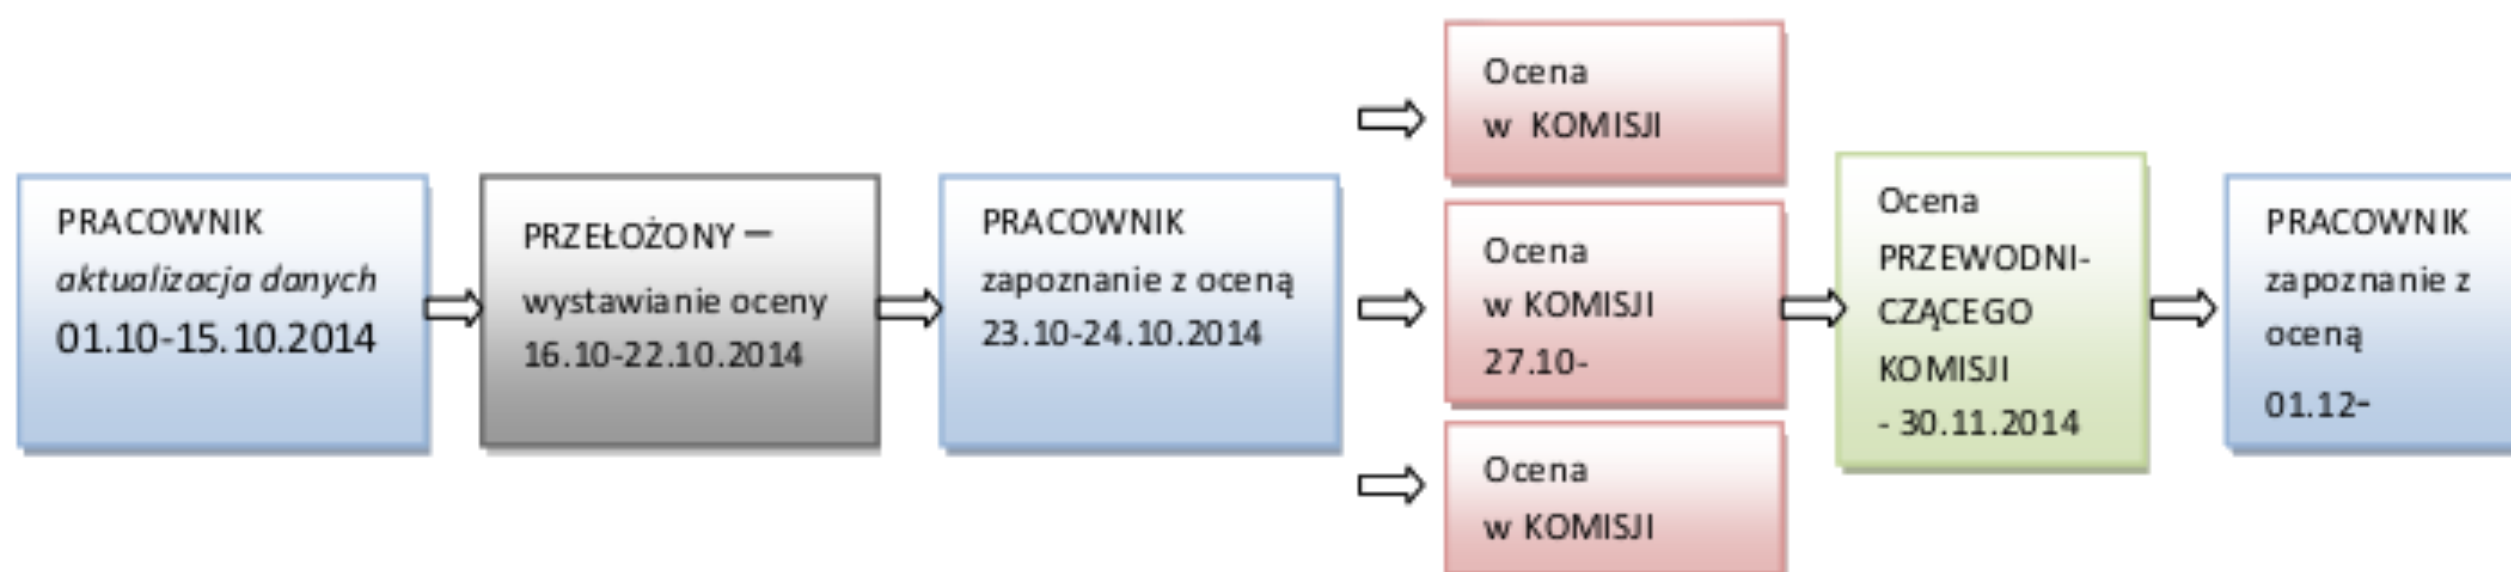 PRACOWNIK
aktualizacja danych
01.10-15.10.2014
PRZEŁOŻONY –
wystawianie oceny
16.10-22.10.2014
PRACOWNIK
zapoznanie z oceną
23.10-24.10.2014
Ocena
w KOMISJI
Ocena
w KOMISJI
27.10-
Ocena
w KOMISJI
Ocena
PRZEWODNI-
CZĄCEGO
KOMISJI
- 30.11.2014
PRACOWNIK
zapoznanie z
oceną
01.12-